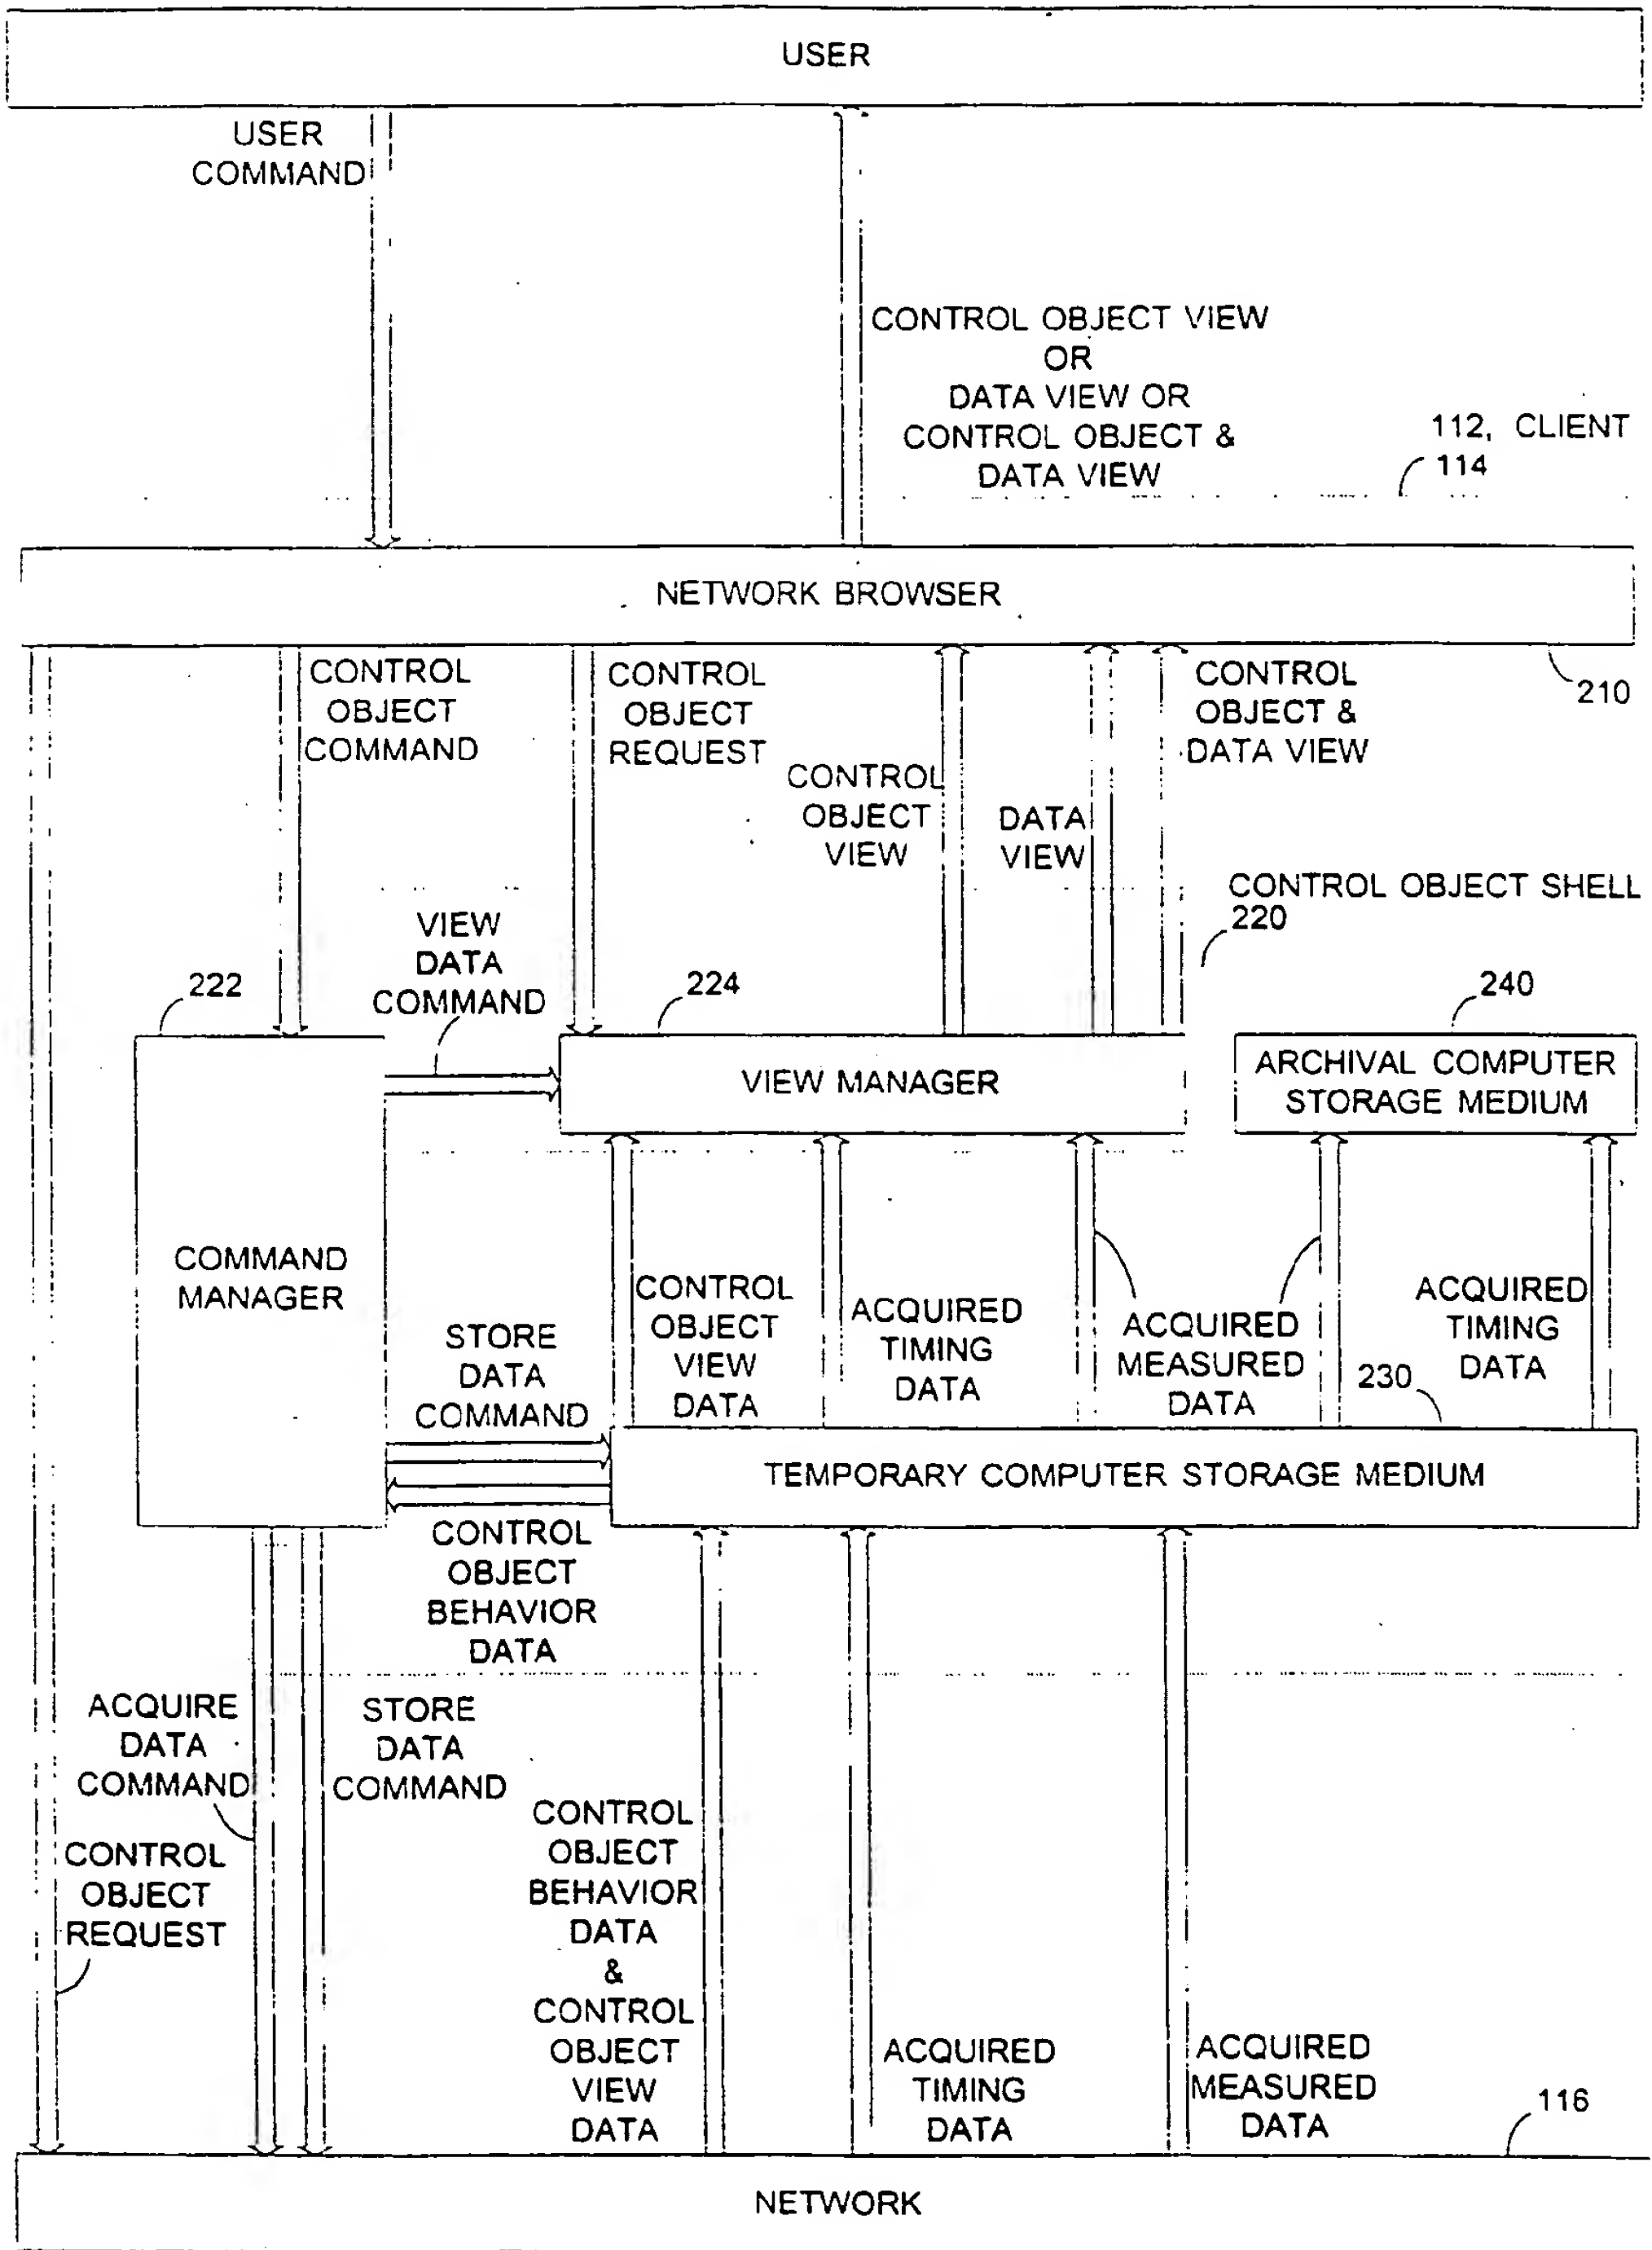 USER
USER
COMMAND
CONTROL OBJECT VIEW
OR
DATA VIEW OR
CONTROL OBJECT &
DATA VIEW
112, CLIENT
114
NETWORK BROWSER
210
CONTROL
OBJECT
COMMAND
CONTROL
OBJECT
REQUEST
CONTROL
OBJECT
VIEW
DATA
VIEW
CONTROL
OBJECT &
DATA VIEW
CONTROL OBJECT SHELL
220
VIEW
DATA
COMMAND
222
224
240
VIEW MANAGER
ARCHIVAL COMPUTER
STORAGE MEDIUM
COMMAND
MANAGER
STORE
DATA
COMMAND
CONTROL
OBJECT
VIEW
DATA
ACQUIRED
TIMING
DATA
ACQUIRED
MEASURED
DATA
230
ACQUIRED
TIMING
DATA
TEMPORARY COMPUTER STORAGE MEDIUM
CONTROL
OBJECT
BEHAVIOR
DATA
ACQUIRE
DATA
COMMAND
STORE
DATA
COMMAND
CONTROL
OBJECT
REQUEST
CONTROL
OBJECT
BEHAVIOR
DATA
&
CONTROL
OBJECT
VIEW
DATA
ACQUIRED
TIMING
DATA
ACQUIRED
MEASURED
DATA
116
NETWORK